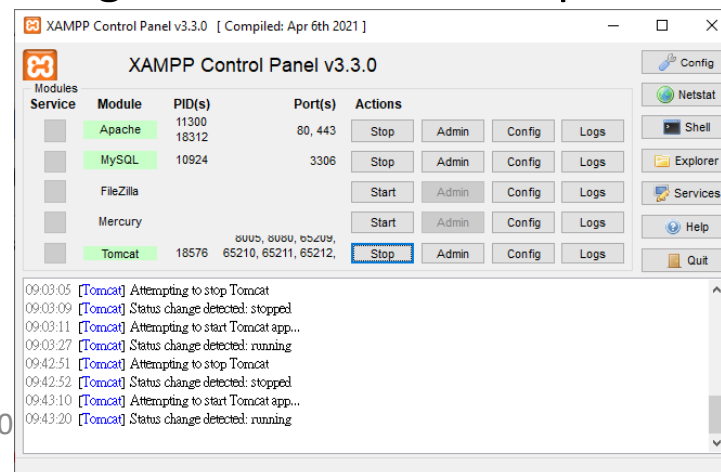 XAMPP Control Panel v3.3.0 [ Compiled: Apr 6th 2021 ]
XAMPP Control Panel v3.3.0
Config
Netstat
Shell
Explorer
Services
Help
Quit
Modules
Service Module PID(s) Port(s) Actions
Apache 11300 18312 80, 443 Stop Admin Config Logs
MySQL 10924 3306 Stop Admin Config Logs
FileZilla Start Admin Config Logs
Mercury Start Admin Config Logs
8005, 8080, 65209,
Tomcat 18576 65210, 65211, 65212, Stop Admin Config Logs
09:03:05 [Tomcat] Attempting to stop Tomcat
09:03:09 [Tomcat] Status change detected: stopped
09:03:11 [Tomcat] Attempting to start Tomcat app...
09:03:27 [Tomcat] Status change detected: running
09:42:51 [Tomcat] Attempting to stop Tomcat
09:42:52 [Tomcat] Status change detected: stopped
09:43:10 [Tomcat] Attempting to start Tomcat app...
09:43:20 [Tomcat] Status change detected: running